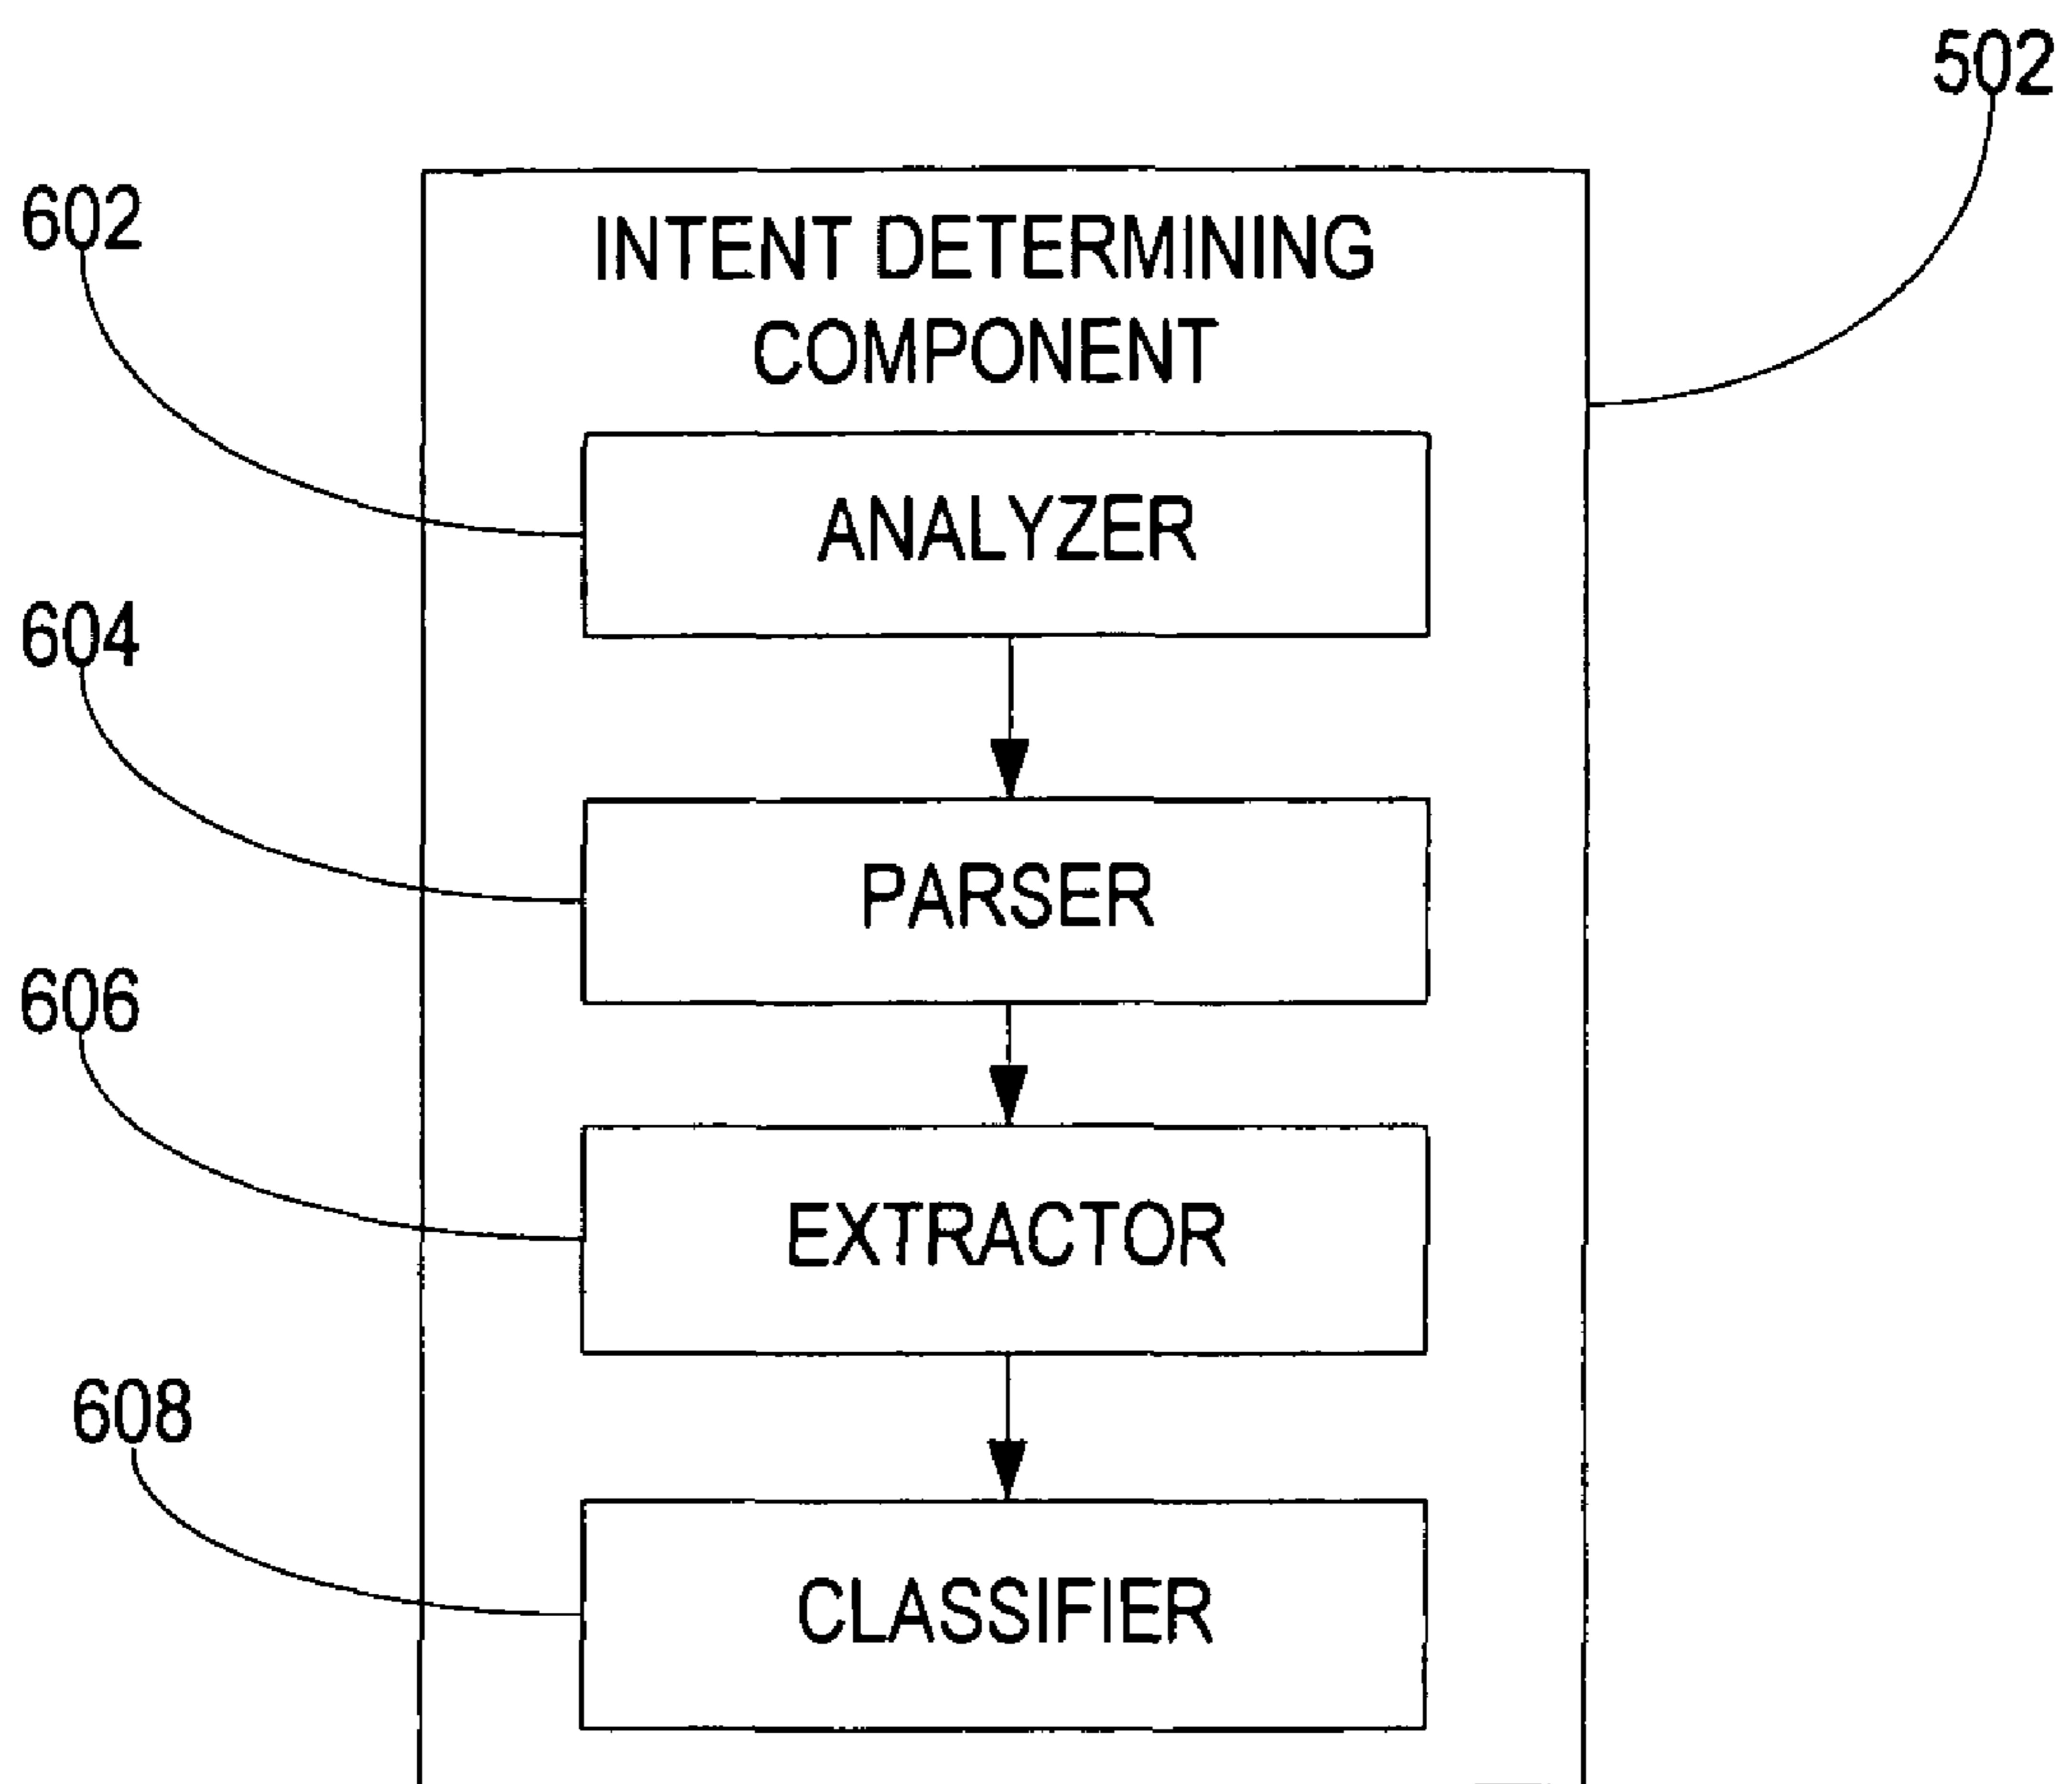 502
602
INTENT DETERMINING
COMPONENT
ANALYZER
604
PARSER
606
EXTRACTOR
608
CLASSIFIER